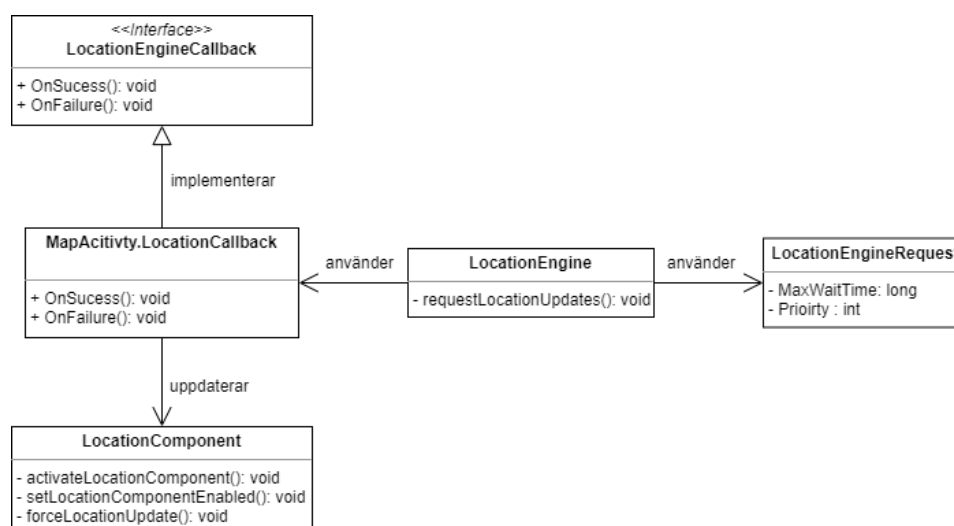 <<Interface>>
LocationEngineCallback
+ OnSucess(): void
+ OnFailure(): void
implementerar
MapAcitivty.LocationCallback
+ OnSucess(): void
+ OnFailure(): void
använder
LocationEngine
- requestLocationUpdates(): void
använder
LocationEngineReques
- MaxWaitTime: long
- Prioirty : int
uppdaterar
LocationComponent
- activateLocationComponent(): void
- setLocationComponentEnabled(): void
- forceLocationUpdate(): void